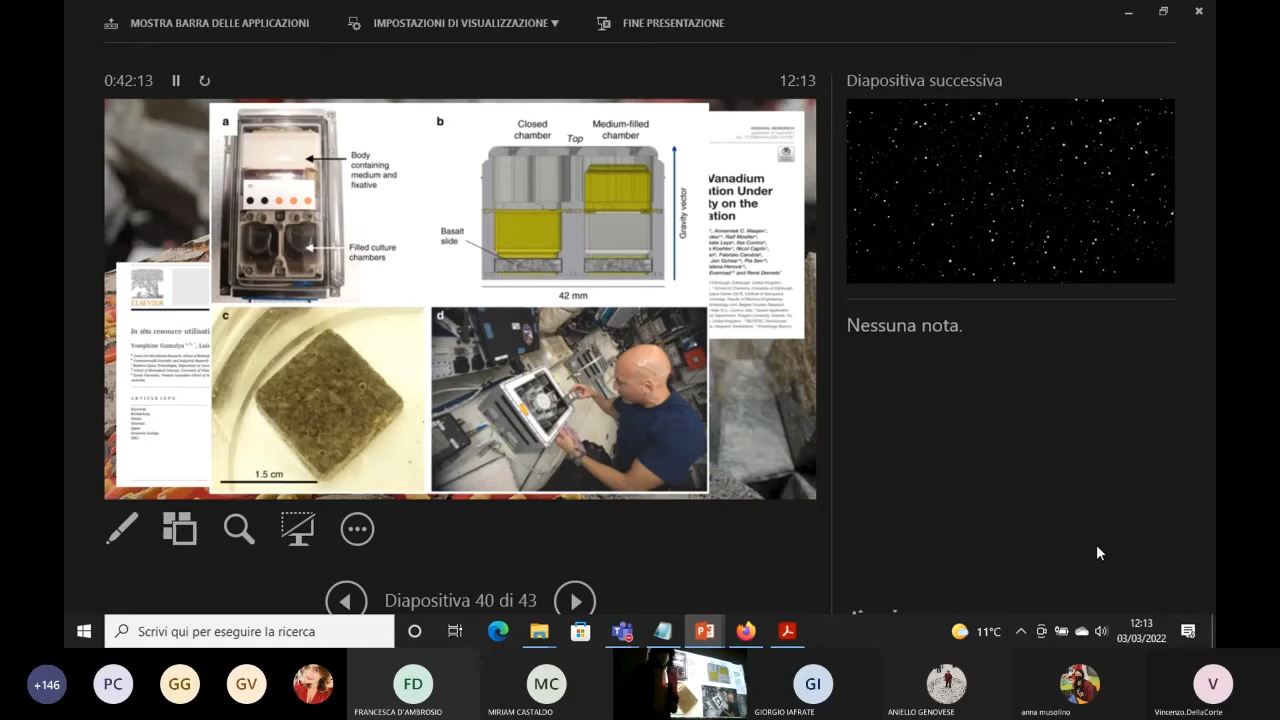 MOSTRA BARRA DELLE APPLICAZIONI
IMPOSTAZIONI DI VISUALIZZAZIONE ▼
FINE PRESENTAZIONE
0:42:13
12:13
Diapositiva successiva
a
Body
containing
medium and
fixative
Filled culture
chambers
b
Closed
chamber
Top
Medium-filled
chamber
Gravity vector
Basalt
slide
42 mm
c
1.5 cm
d
ELSEVIER
In situ resource utilisati
ARTICLE INFO
Vanadium
tion Under
ty on the
tation
Nessuna nota.
Diapositiva 40 di 43
Scrivi qui per eseguire la ricerca
11°C
12:13
03/03/2022
+146
PC
GG
GV
FD
FRANCESCA D'AMBROSIO
MC
MIRIAM CASTALDO
GI
GIORGIO IAFRATE
ANIELLO GENOVESE
anna musolino
V
Vincenzo.DellaCorte